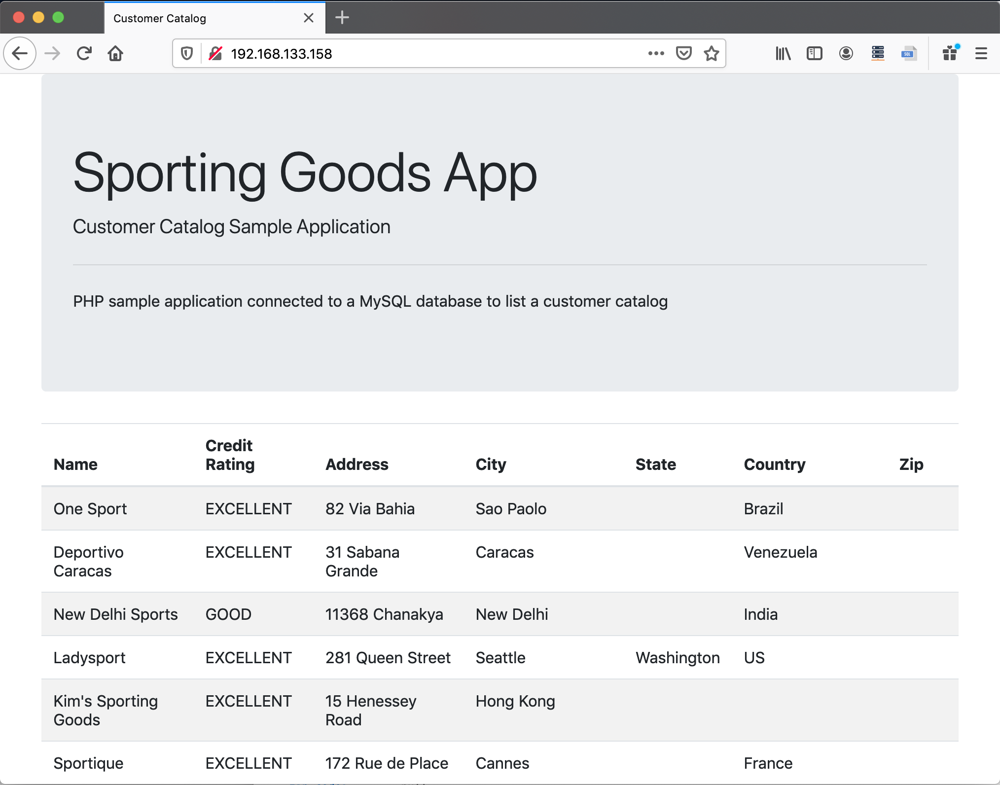 Customer Catalog
192.168.133.158
SQL
Sporting Goods App
Customer Catalog Sample Application
PHP sample application connected to a MySQL database to list a customer catalog
Name Credit Rating Address City State Country Zip
One Sport EXCELLENT 82 Via Bahia Sao Paolo Brazil
Deportivo Caracas EXCELLENT 31 Sabana Grande Caracas Venezuela
New Delhi Sports GOOD 11368 Chanakya New Delhi India
Ladysport EXCELLENT 281 Queen Street Seattle Washington US
Kim's Sporting Goods EXCELLENT 15 Henessey Road Hong Kong
Sportique EXCELLENT 172 Rue de Place Cannes France